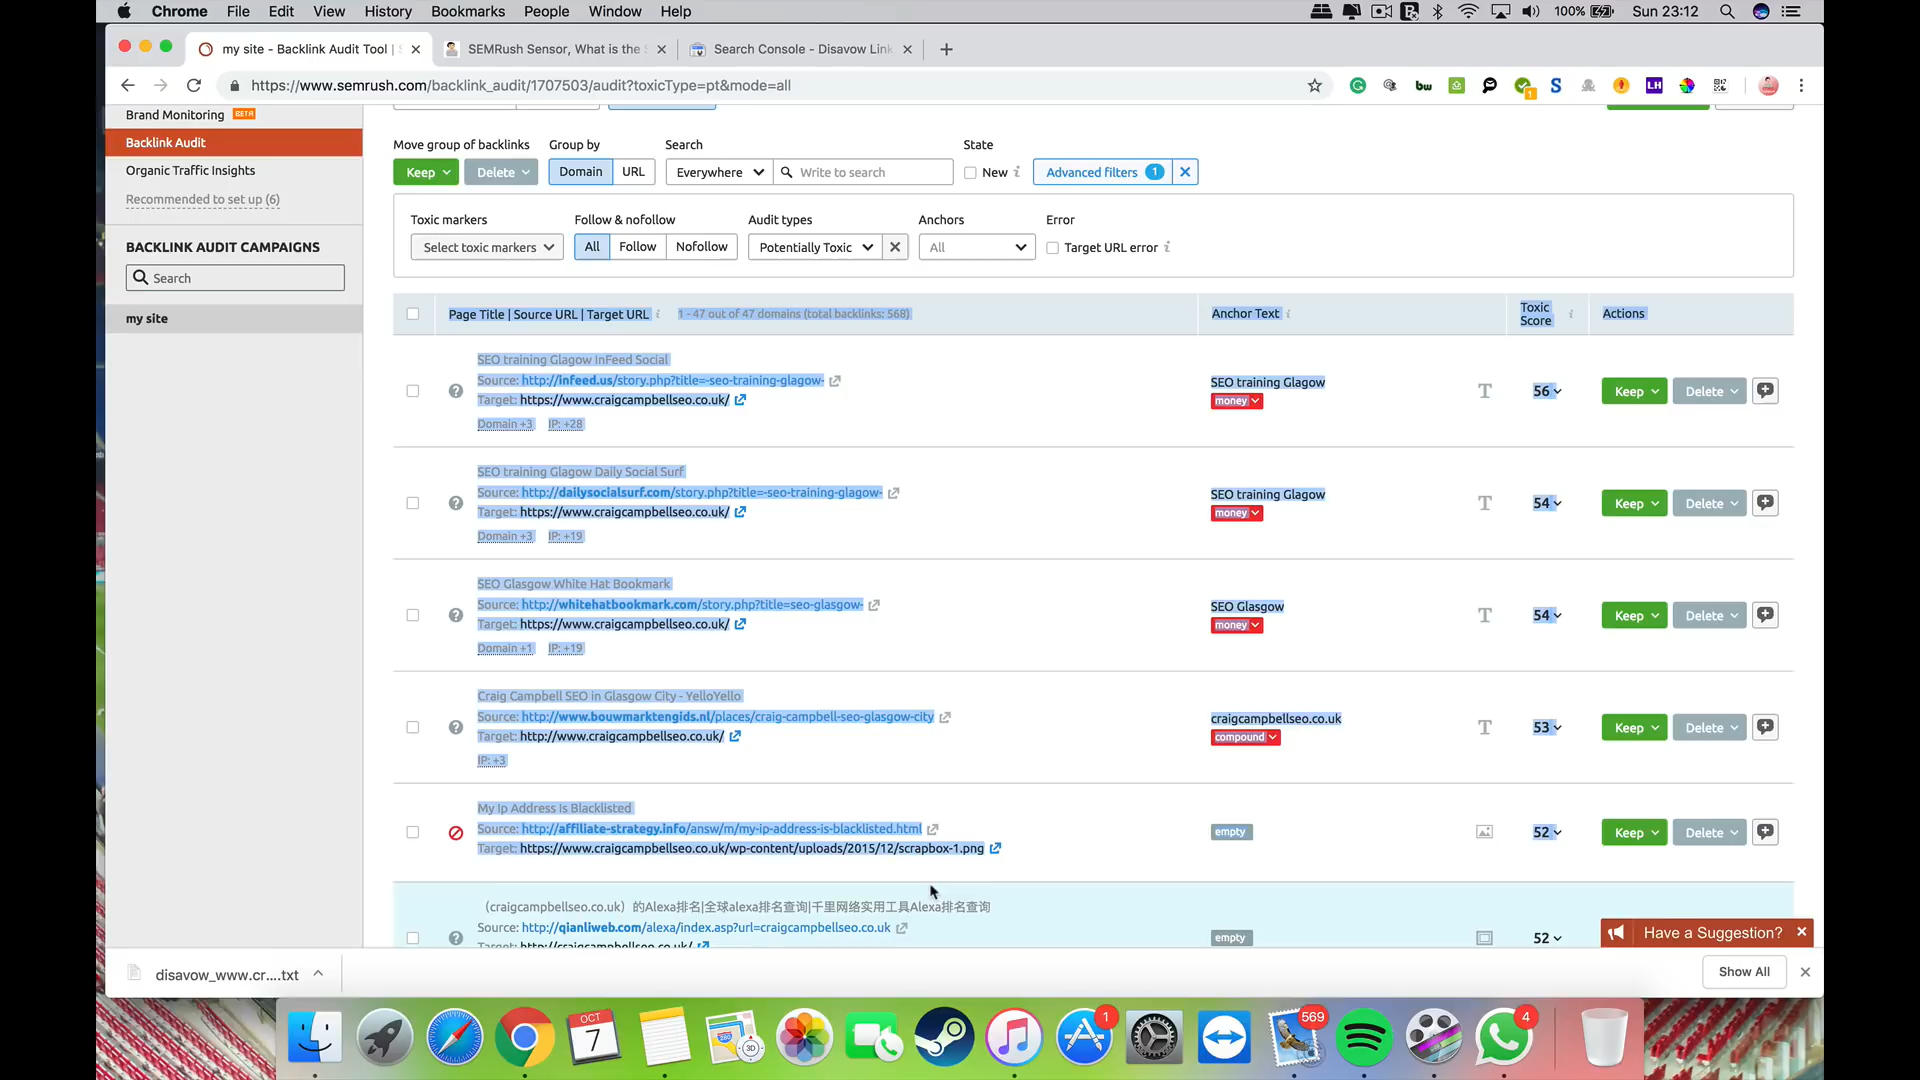 Chrome File Edit View History Bookmarks People Window Help 100% Sun 23:12
my site - Backlink Audit Tool | SEMRush Sensor, What is the Search Console - Disavow Link
https://www.semrush.com/backlink_audit/1707503/audit?toxicType=pt&mode=all
bw 1 S LH
Brand Monitoring BETA
Backlink Audit
Organic Traffic Insights
Recommended to set up (6)
BACKLINK AUDIT CAMPAIGNS
Search
my site
Move group of backlinks Group by Search State
Keep Delete Domain URL Everywhere Write to search New i Advanced filters 1
Toxic markers Follow & nofollow Audit types Anchors Error
Select toxic markers All Follow Nofollow Potentially Toxic All Target URL error i
Page Title | Source URL | Target URL i 1 - 47 out of 47 domains (total backlinks: 568) Anchor Text i Toxic Score i Actions
SEO training Glagow InFeed Social
Source: http://infeed.us/story.php?title=-seo-training-glagow-
Target: https://www.craigcampbellseo.co.uk/
Domain +3 IP: +28
SEO training Glagow
money
T 56 Keep Delete
SEO training Glagow Daily Social Surf
Source: http://dailysocialsurf.com/story.php?title=-seo-training-glagow-
Target: https://www.craigcampbellseo.co.uk/
Domain +3 IP: +19
SEO training Glagow
money
T 54 Keep Delete
SEO Glasgow White Hat Bookmark
Source: http://whitehatbookmark.com/story.php?title=seo-glasgow-
Target: https://www.craigcampbellseo.co.uk/
Domain +1 IP: +19
SEO Glasgow
money
T 54 Keep Delete
Craig Campbell SEO in Glasgow City - YelloYello
Source: http://www.bouwmarktengids.nl/places/craig-campbell-seo-glasgow-city
Target: http://www.craigcampbellseo.co.uk/
IP: +3
craigcampbellseo.co.uk
compound
T 53 Keep Delete
My Ip Address Is Blacklisted
Source: http://affiliate-strategy.info/answ/m/my-ip-address-is-blacklisted.html
Target: https://www.craigcampbellseo.co.uk/wp-content/uploads/2015/12/scrapbox-1.png
empty
52 Keep Delete
（craigcampbellseo.co.uk）的Alexa排名|全球alexa排名查询|千里网络实用工具Alexa排名查询
Source: http://qianliweb.com/alexa/index.asp?url=craigcampbellseo.co.uk
Target: http://craigcampbellseo.co.uk/
empty
52
Have a Suggestion?
disavow_www.cr....txt Show All
OCT
7
3D
1
569
4